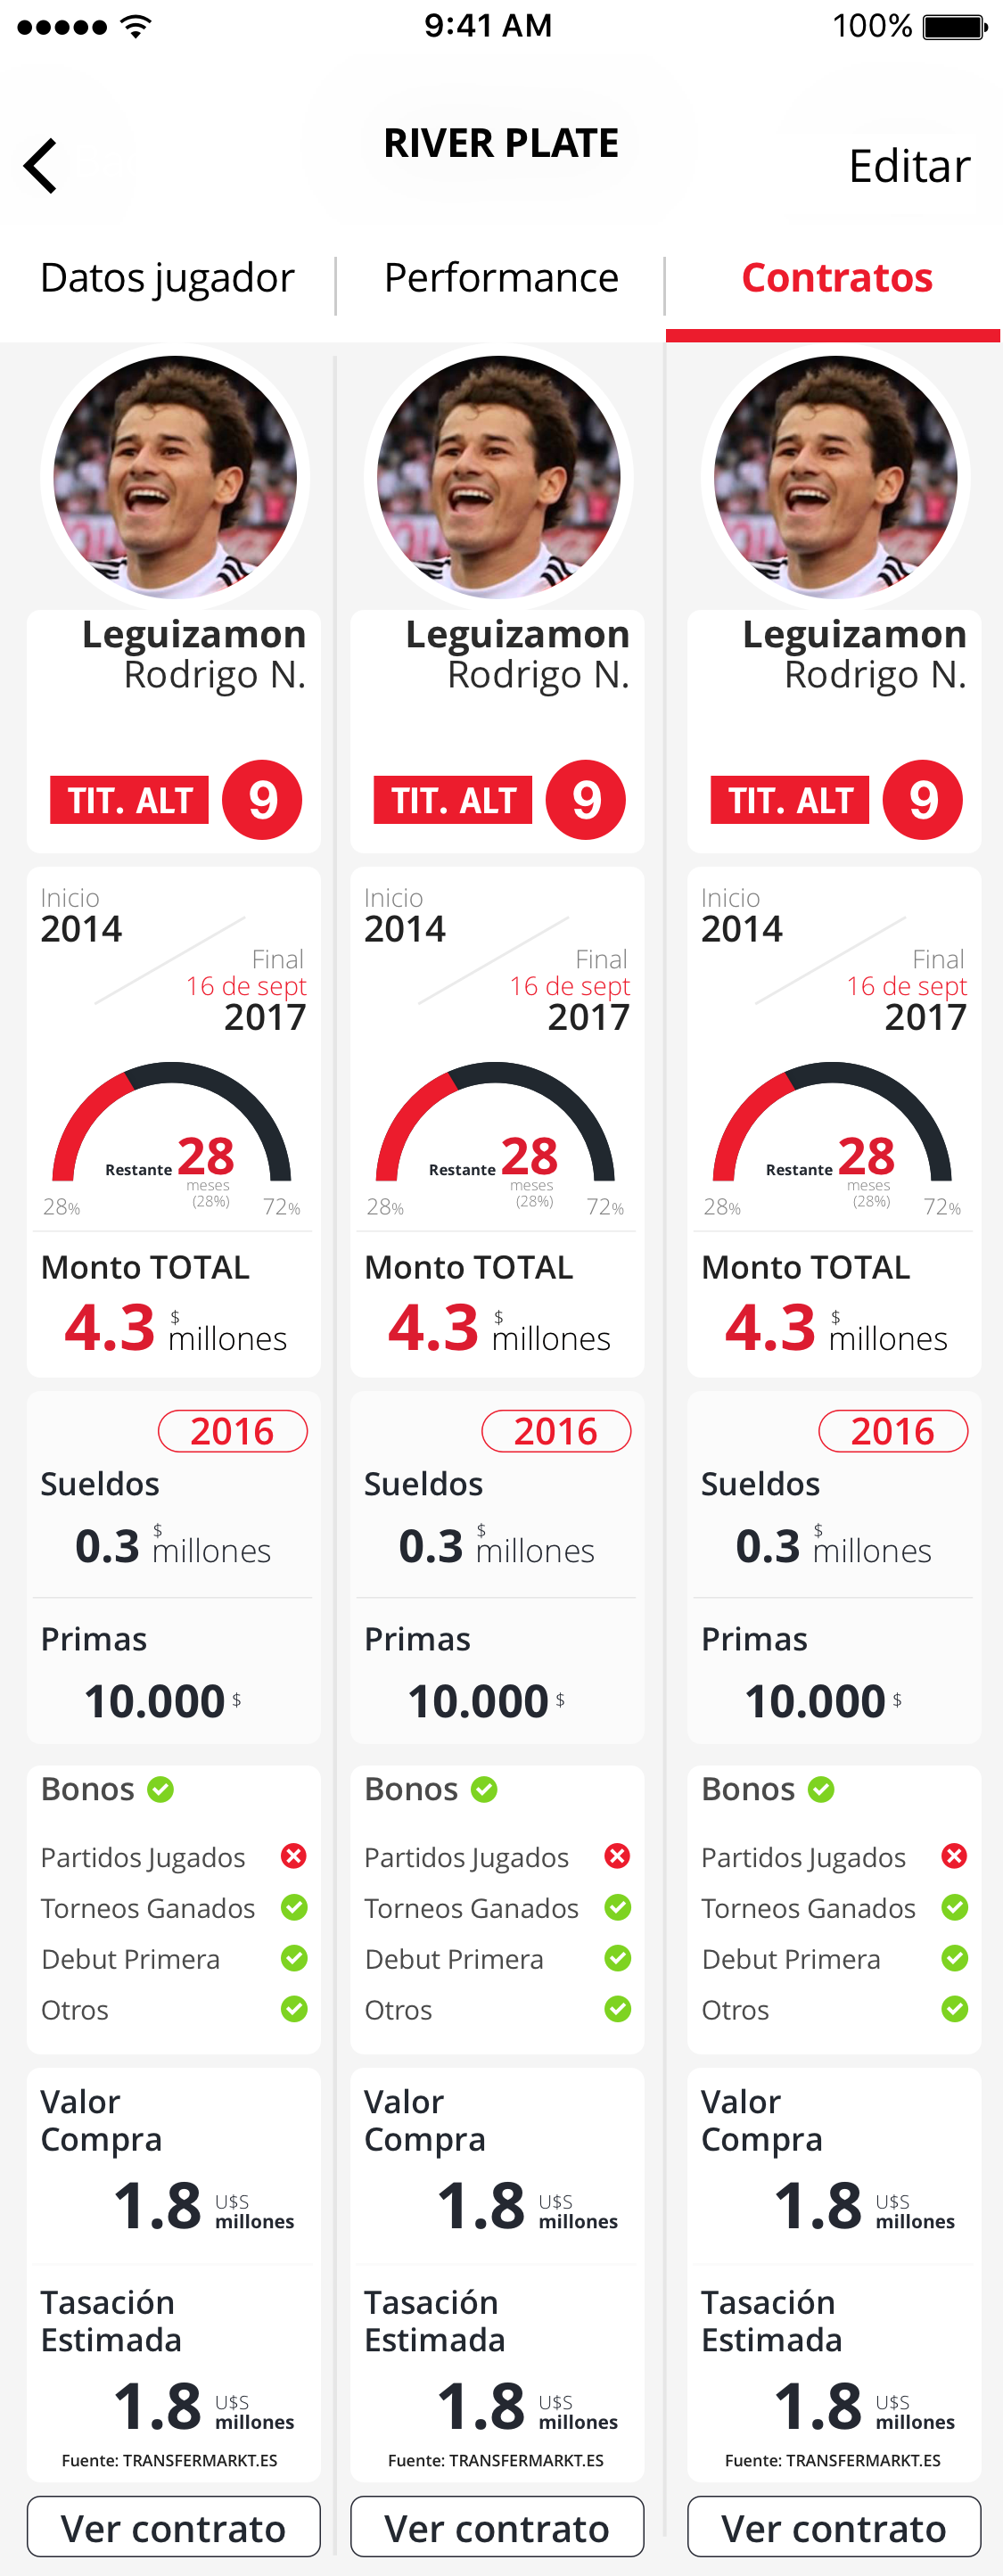 9:41 AM
100%
RIVER PLATE
Editar
Datos jugador
Performance
Contratos
Leguizamon
Rodrigo N.
TIT. ALT 9
Inicio
2014
Final
16 de sept
2017
Restante 28
meses
(28%)
28%
72%
Monto TOTAL
4.3 $ millones
2016
Sueldos
0.3 $ millones
Primas
10.000 $
Bonos
Partidos Jugados
Torneos Ganados
Debut Primera
Otros
Valor
Compra
1.8 U$S
millones
Tasación
Estimada
1.8 U$S
millones
Fuente: TRANSFERMARKT.ES
Ver contrato
Leguizamon
Rodrigo N.
TIT. ALT 9
Inicio
2014
Final
16 de sept
2017
Restante 28
meses
(28%)
28%
72%
Monto TOTAL
4.3 $ millones
2016
Sueldos
0.3 $ millones
Primas
10.000 $
Bonos
Partidos Jugados
Torneos Ganados
Debut Primera
Otros
Valor
Compra
1.8 U$S
millones
Tasación
Estimada
1.8 U$S
millones
Fuente: TRANSFERMARKT.ES
Ver contrato
Leguizamon
Rodrigo N.
TIT. ALT 9
Inicio
2014
Final
16 de sept
2017
Restante 28
meses
(28%)
28%
72%
Monto TOTAL
4.3 $ millones
2016
Sueldos
0.3 $ millones
Primas
10.000 $
Bonos
Partidos Jugados
Torneos Ganados
Debut Primera
Otros
Valor
Compra
1.8 U$S
millones
Tasación
Estimada
1.8 U$S
millones
Fuente: TRANSFERMARKT.ES
Ver contrato